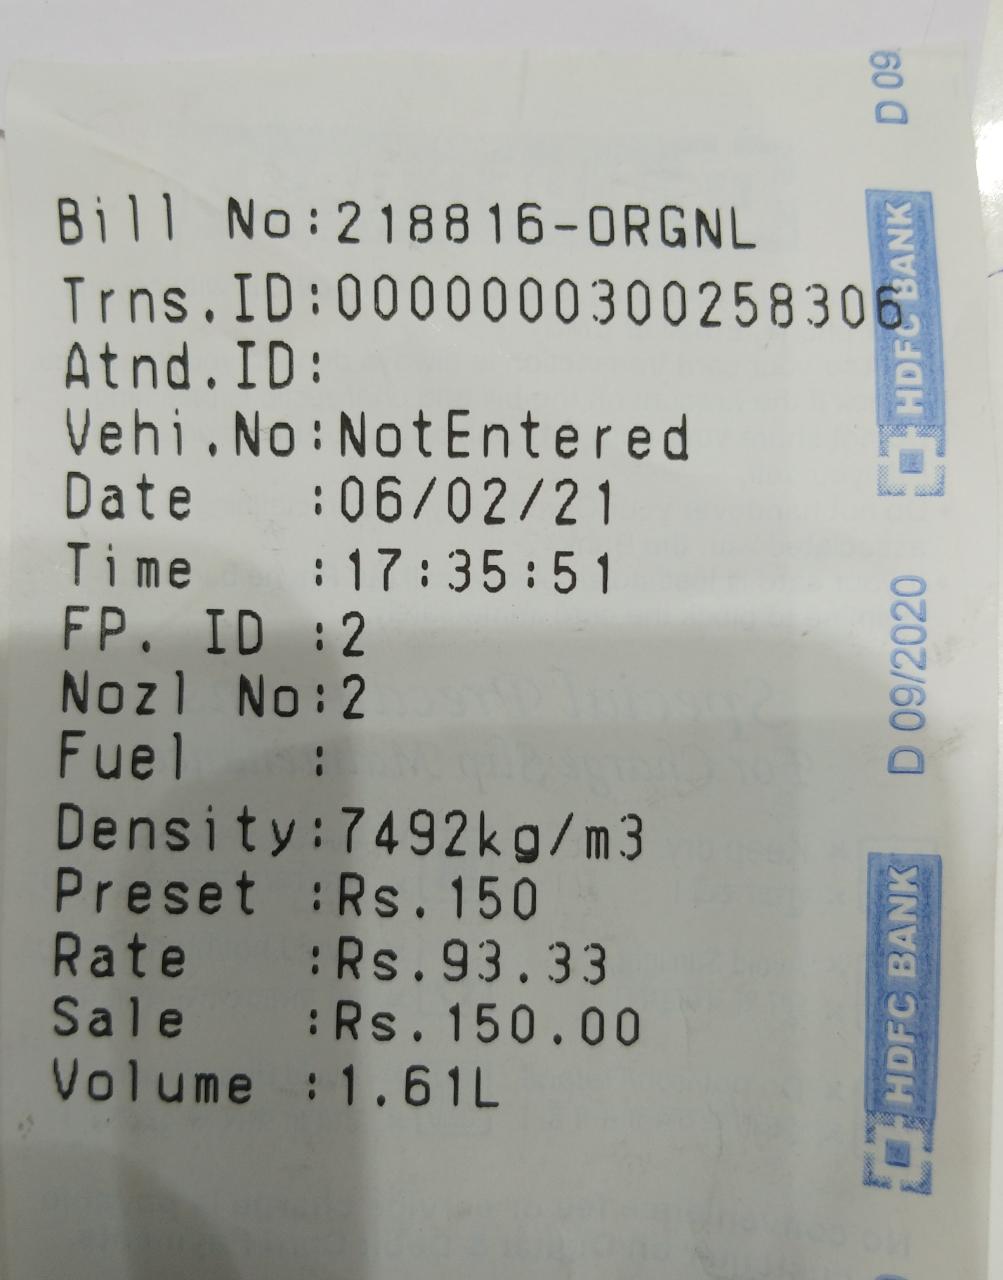 Bill No:218816-ORGNL
Trns.ID:0000000300258306
Atnd.ID:
Vehi.No:NotEntered
Date :06/02/21
Time :17:35:51
FP. ID :2
Nozl No:2
Fuel :
Density:7492kg/m3
Preset :Rs.150
Rate :Rs.93.33
Sale :Rs.150.00
Volume :1.61L
D 09
HDFC BANK
D 09/2020
HDFC BANK